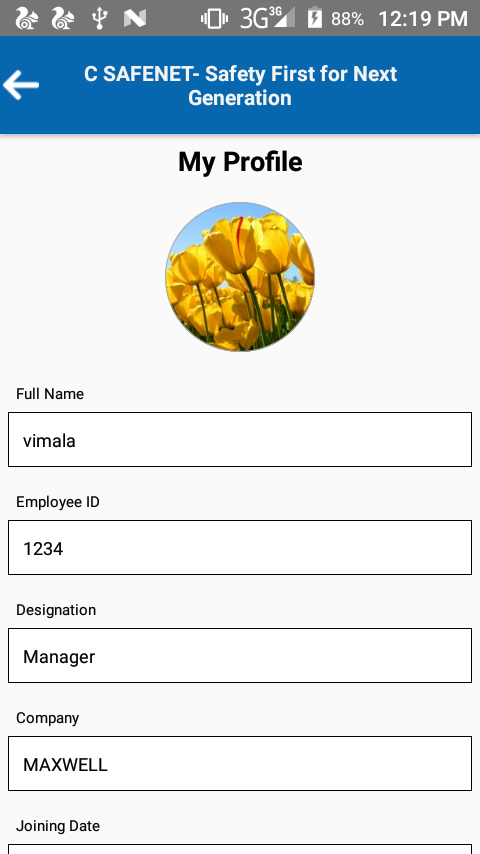 3G 3G 88% 12:19 PM
C SAFENET- Safety First for Next
Generation
My Profile
Full Name
vimala
Employee ID
1234
Designation
Manager
Company
MAXWELL
Joining Date